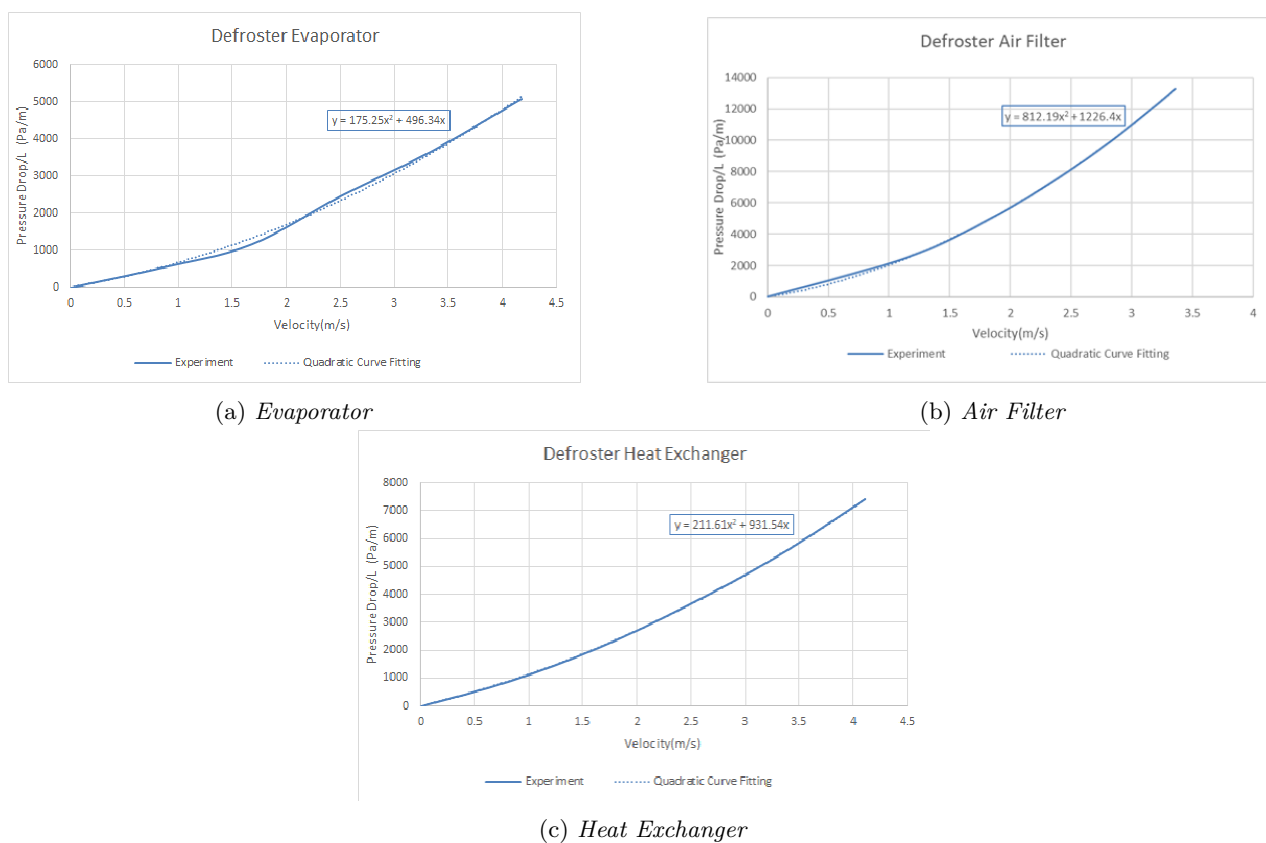 Defroster Evaporator
6000
5000
4000
3000
2000
1000
0
Pressure Drop/L (Pa/m)
y = 175.25x² + 496.34x
0 0.5 1 1.5 2 2.5 3 3.5 4 4.5
Velocity(m/s)
Experiment Quadratic Curve Fitting
(a) Evaporator
Defroster Air Filter
14000
12000
10000
8000
6000
4000
2000
0
Pressure Drop/L (Pa/m)
y = 812.19x² + 1226.4x
0 0.5 1 1.5 2 2.5 3 3.5 4
Velocity(m/s)
Experiment Quadratic Curve Fitting
(b) Air Filter
Defroster Heat Exchanger
8000
7000
6000
5000
4000
3000
2000
1000
0
Pressure Drop/L (Pa/m)
y = 211.61x² + 931.54x
0 0.5 1 1.5 2 2.5 3 3.5 4 4.5
Velocity(m/s)
Experiment Quadratic Curve Fitting
(c) Heat Exchanger